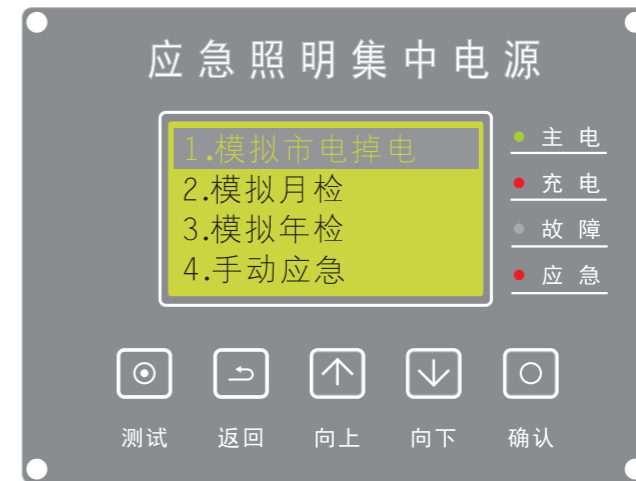 应急照明集中电源
1.模拟市电掉电
2.模拟月检
3.模拟年检
4.手动应急
主电
充电
故障
应急
测试 返回 向上 向下 确认